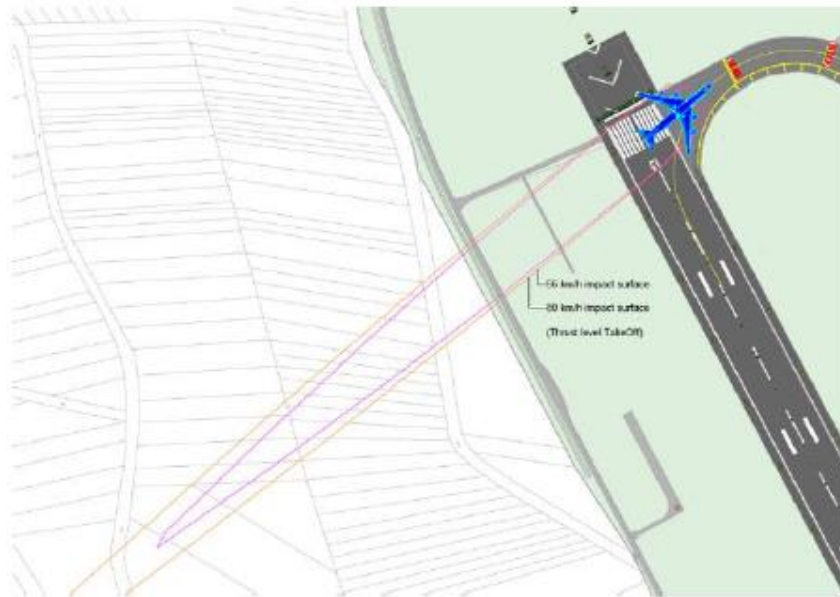 56 km/h impact surface
80 km/h impact surface
(Thrust level TakeOff)